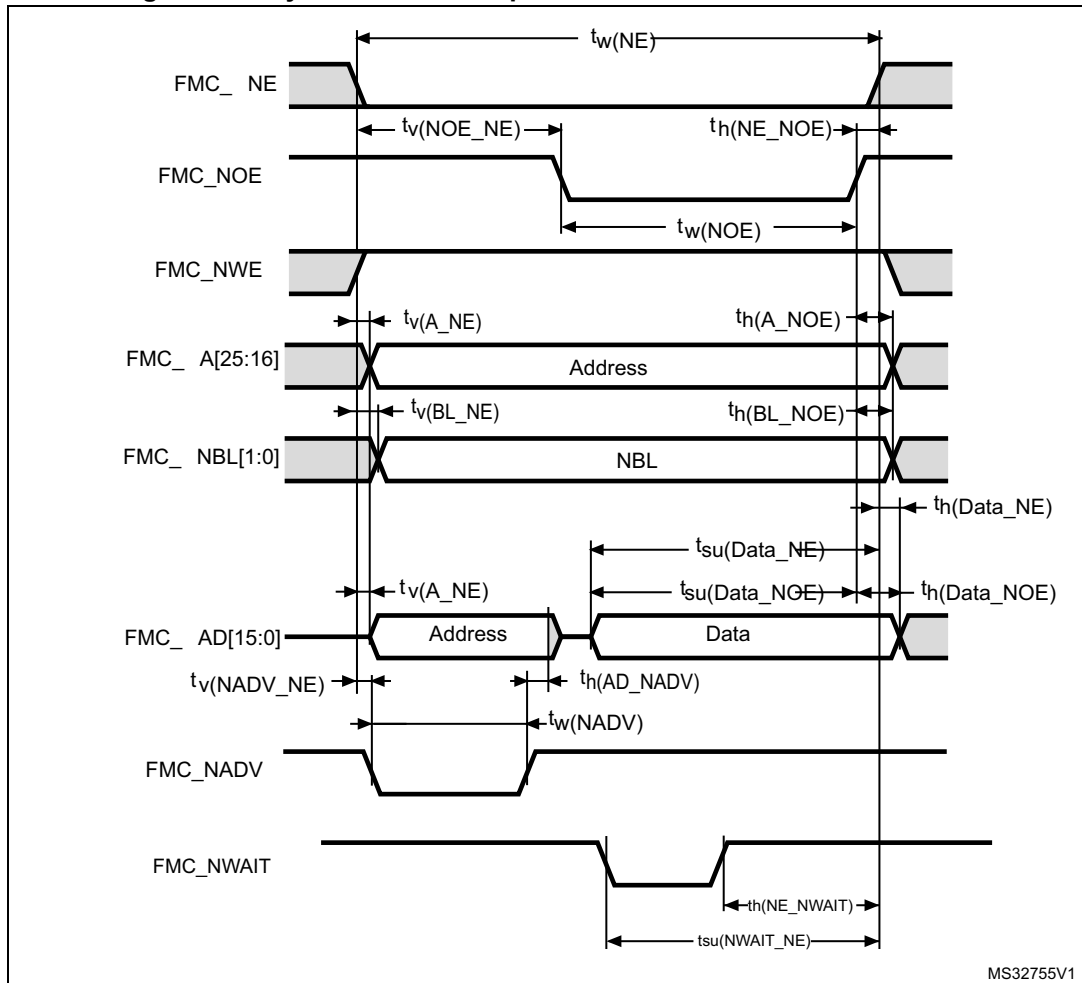 tw(NE)
FMC_ NE
tv(NOE_NE)
th(NE_NOE)
FMC_NOE
tw(NOE)
FMC_NWE
tv(A_NE)
th(A_NOE)
FMC_ A[25:16]
Address
tv(BL_NE)
th(BL_NOE)
FMC_ NBL[1:0]
NBL
th(Data_NE)
tsu(Data_NE)
tv(A_NE)
tsu(Data_NOE)
th(Data_NOE)
FMC_ AD[15:0]
Address
Data
tv(NADV_NE)
th(AD_NADV)
tw(NADV)
FMC_NADV
FMC_NWAIT
th(NE_NWAIT)
tsu(NWAIT_NE)
MS32755V1